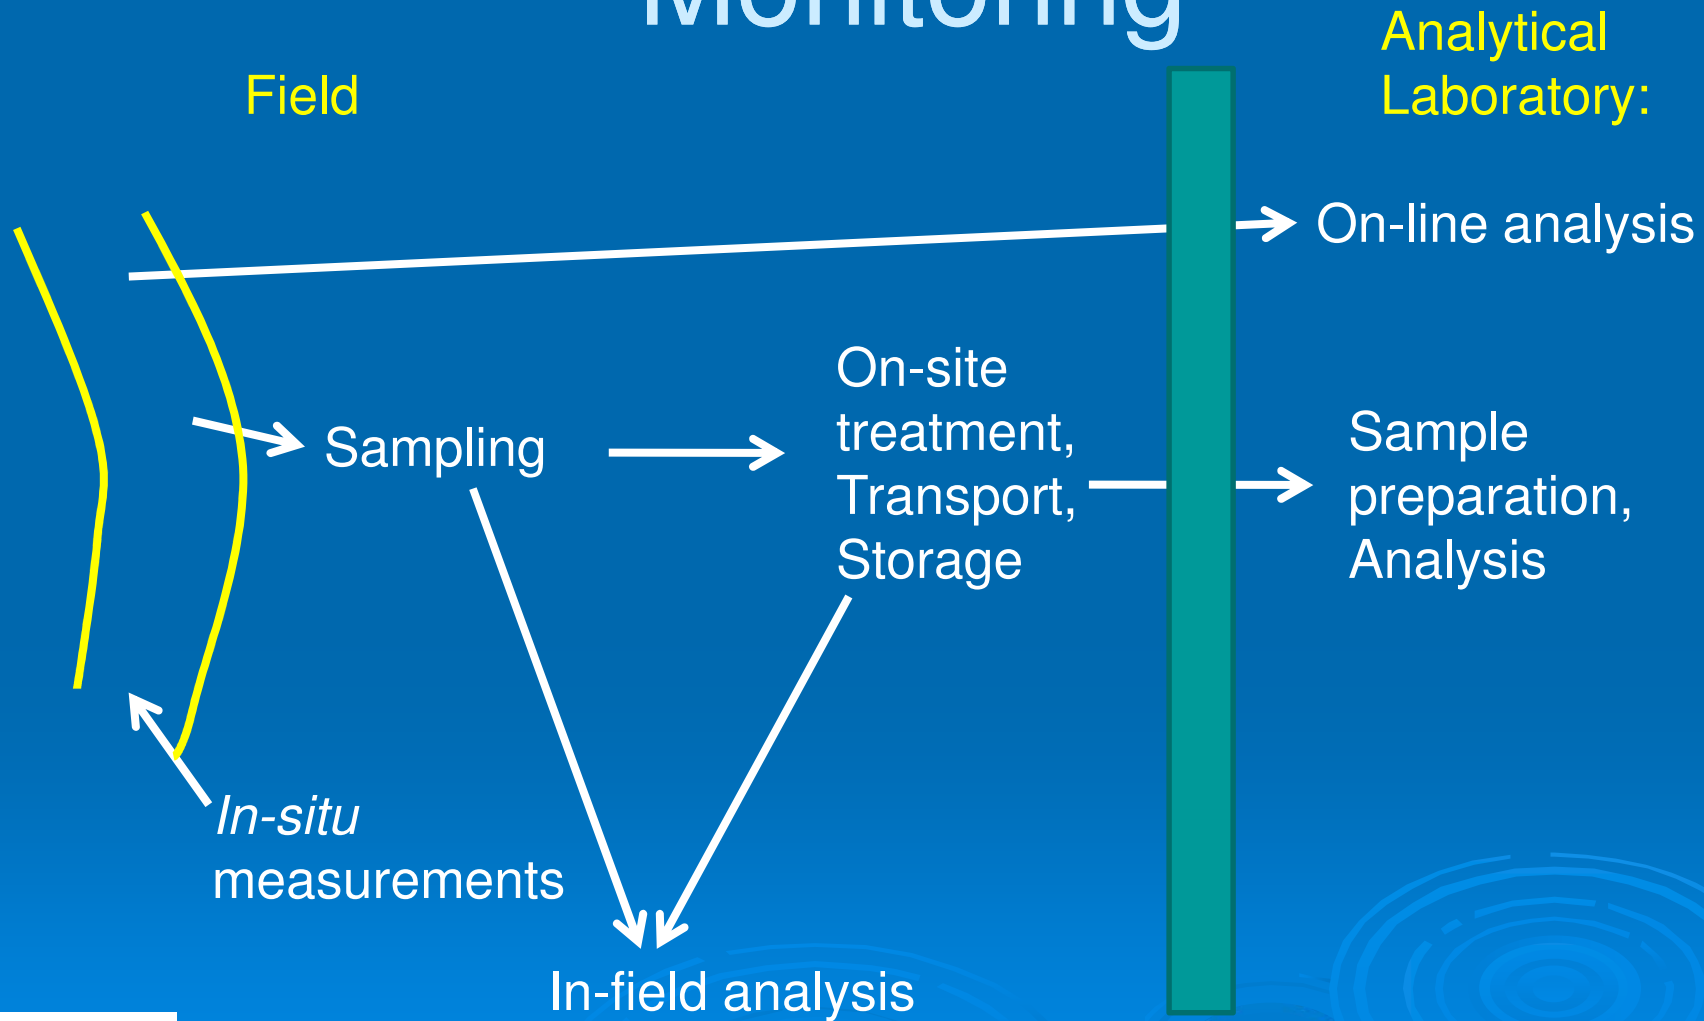 Monitoring
Field
Analytical
Laboratory:
On-line analysis
Sampling
On-site
treatment,
Transport,
Storage
Sample
preparation,
Analysis
In-situ
measurements
In-field analysis